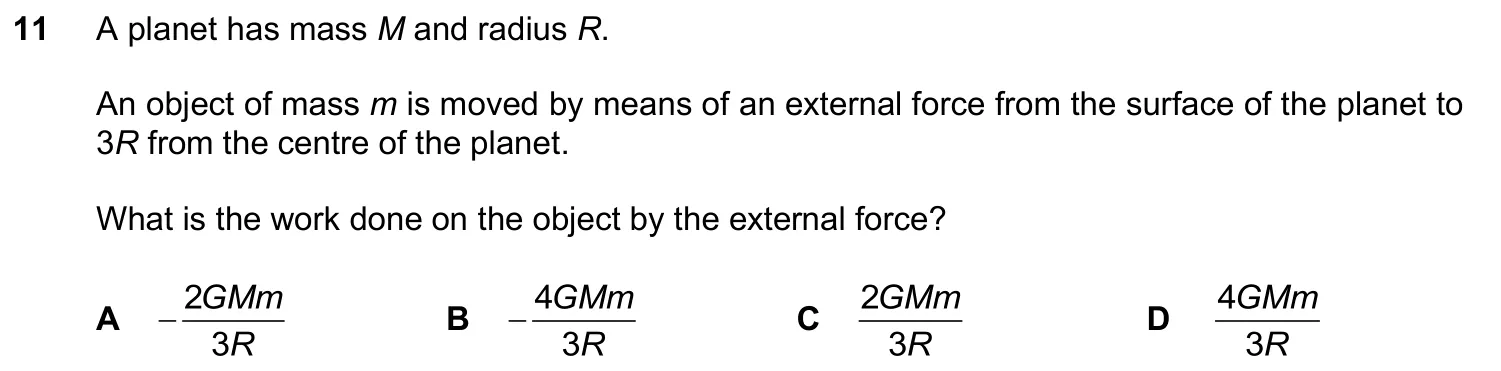 11 A planet has mass M and radius R.
An object of mass m is moved by means of an external force from the surface of the planet to
3R from the centre of the planet.
What is the work done on the object by the external force?
A −2GMm/3R B −4GMm/3R C 2GMm/3R D 4GMm/3R